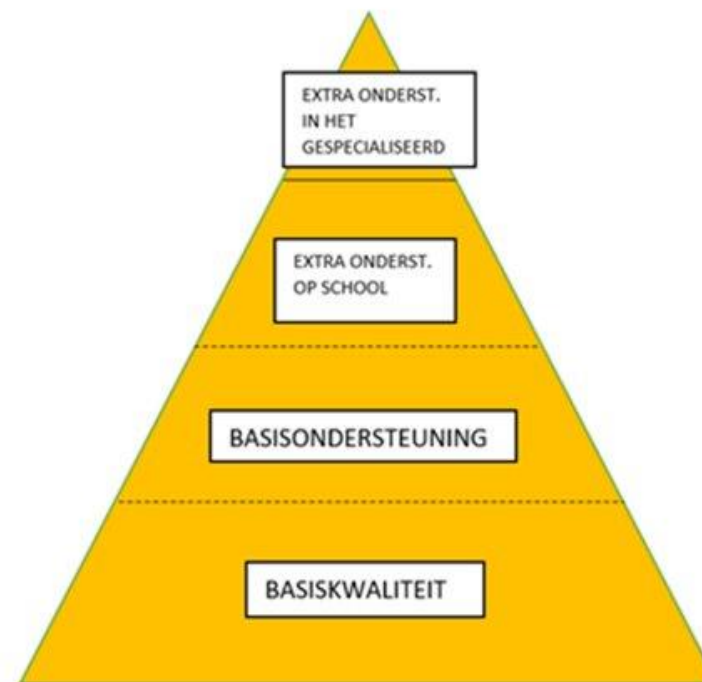 EXTRA ONDERST.
IN HET
GESPECIALISEERD
EXTRA ONDERST.
OP SCHOOL
BASISONDERSTEUNING
BASISKWALITEIT